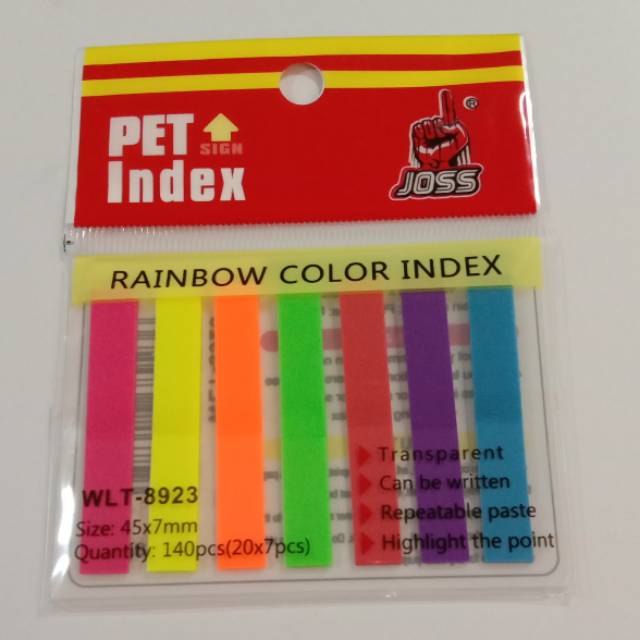 PET
SIGN
Index
®
JOSS
RAINBOW COLOR INDEX
Transparent
Can be written
Repeatable paste
Highlight the point
WLT-8923
Size: 45x7mm
Quantity: 140pcs(20x7pcs)